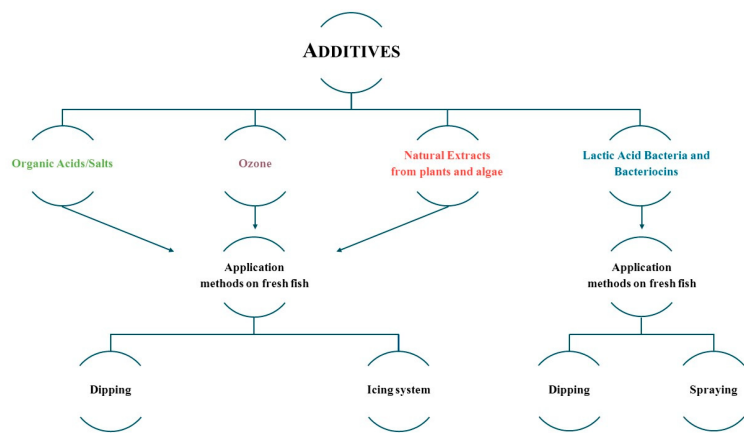 ADDITIVES
Organic Acids/Salts
Ozone
Natural Extracts
from plants and algae
Lactic Acid Bacteria and
Bacteriocins
Application
methods on fresh fish
Application
methods on fresh fish
Dipping
Icing system
Dipping
Spraying